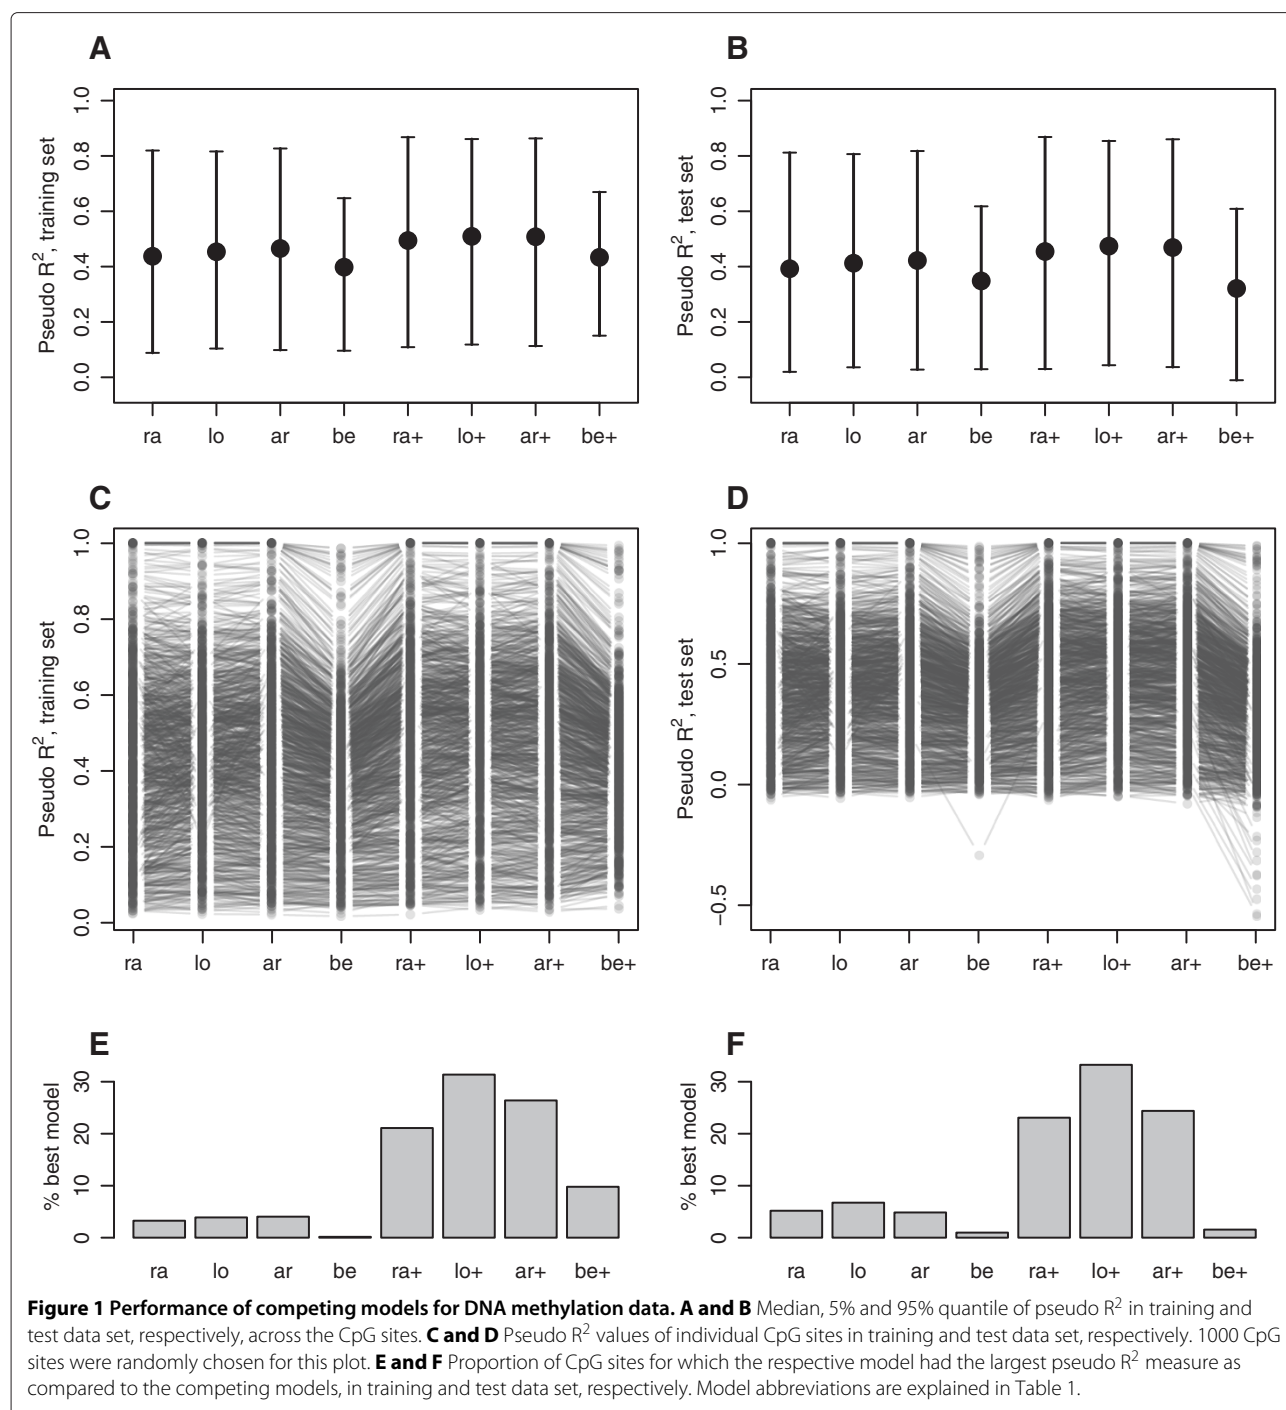 A
B
Pseudo R², training set
0.0 0.2 0.4 0.6 0.8 1.0
ra lo ar be ra+ lo+ ar+ be+
Pseudo R², test set
0.0 0.2 0.4 0.6 0.8 1.0
ra lo ar be ra+ lo+ ar+ be+
C
D
Pseudo R², training set
0.0 0.2 0.4 0.6 0.8 1.0
ra lo ar be ra+ lo+ ar+ be+
Pseudo R², test set
−0.5 0.0 0.5 1.0
ra lo ar be ra+ lo+ ar+ be+
E
F
% best model
0 10 20 30
ra lo ar be ra+ lo+ ar+ be+
% best model
0 10 20 30
ra lo ar be ra+ lo+ ar+ be+
Figure 1 Performance of competing models for DNA methylation data. A and B Median, 5% and 95% quantile of pseudo R² in training and
test data set, respectively, across the CpG sites. C and D Pseudo R² values of individual CpG sites in training and test data set, respectively. 1000 CpG
sites were randomly chosen for this plot. E and F Proportion of CpG sites for which the respective model had the largest pseudo R² measure as
compared to the competing models, in training and test data set, respectively. Model abbreviations are explained in Table 1.